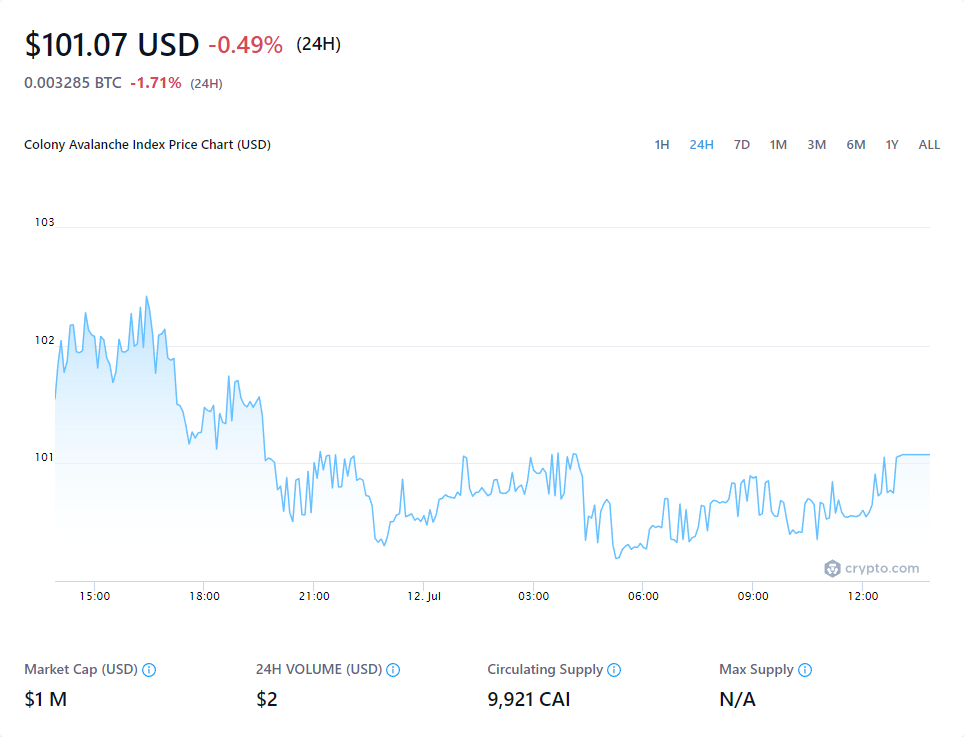 $101.07 USD -0.49% (24H)
0.003285 BTC -1.71% (24H)
Colony Avalanche Index Price Chart (USD) 1H 24H 7D 1M 3M 6M 1Y ALL
103
102
101
crypto.com
15:00 18:00 21:00 12. Jul 03:00 06:00 09:00 12:00
Market Cap (USD) 24H VOLUME (USD) Circulating Supply Max Supply
$1 M $2 9,921 CAI N/A